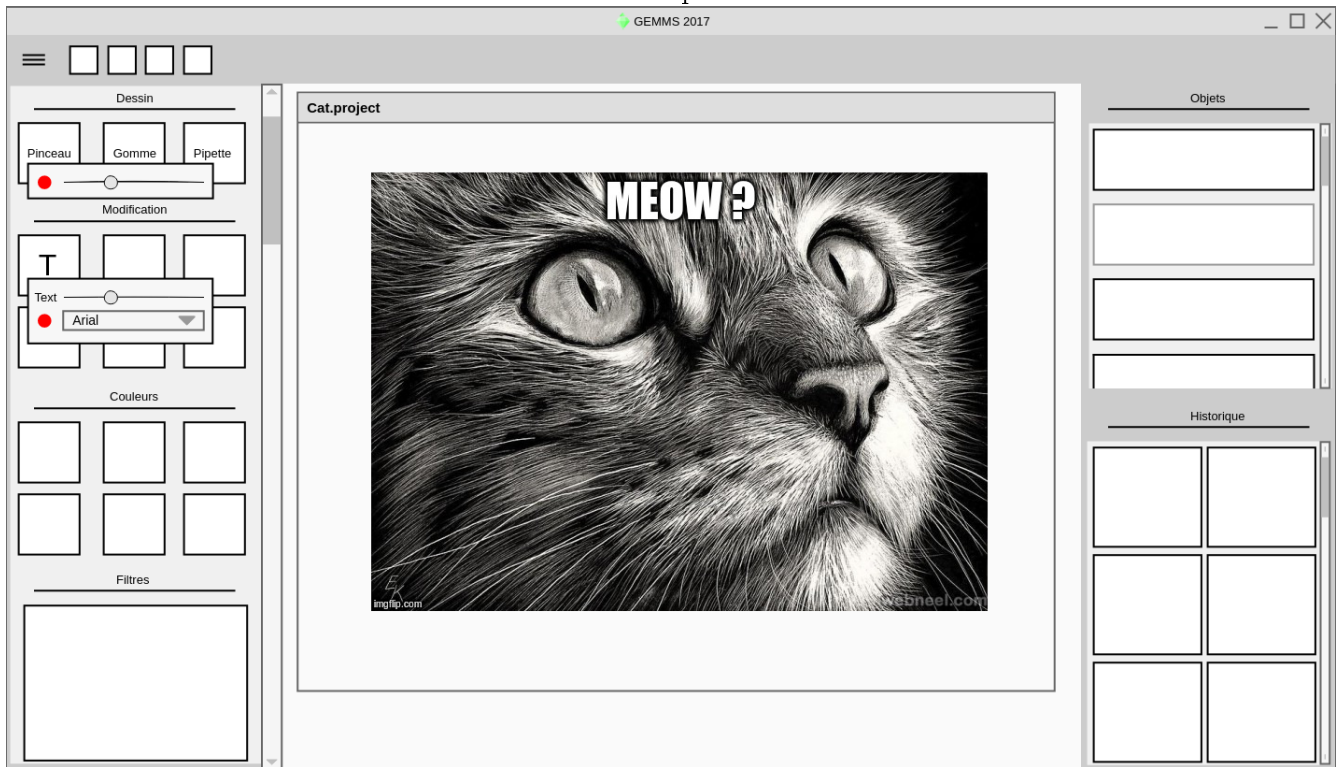 GEMMS 2017
Dessin
Pinceau Gomme Pipette
Modification
T
Text
Arial
Couleurs
Filtres
Cat.project
MEOW ?
imgflip.com
webneel.com
Objets
Historique